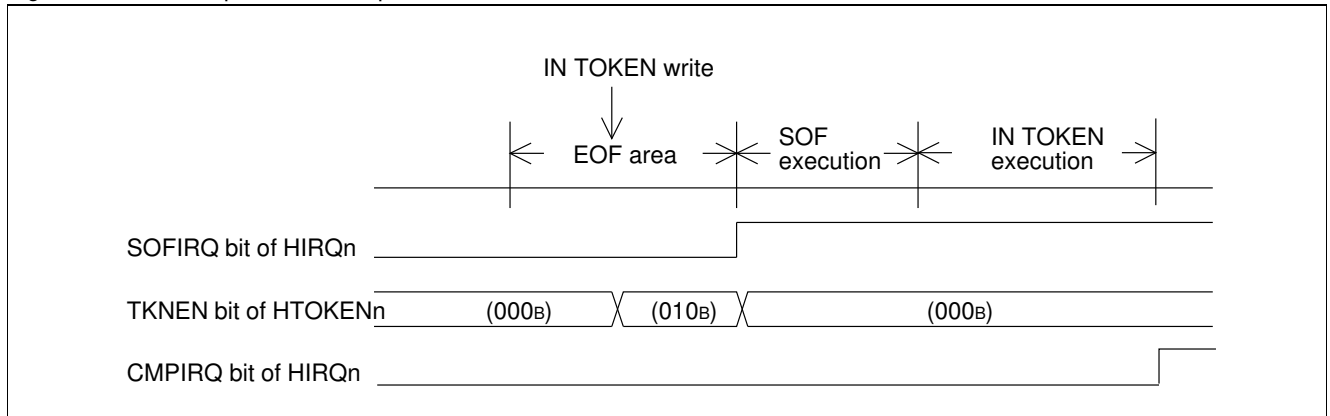 IN TOKEN write
EOF area
SOF
execution
IN TOKEN
execution
SOFIRQ bit of HIRQn
TKNEN bit of HTOKENn
(000B)
(010B)
(000B)
CMPIRQ bit of HIRQn